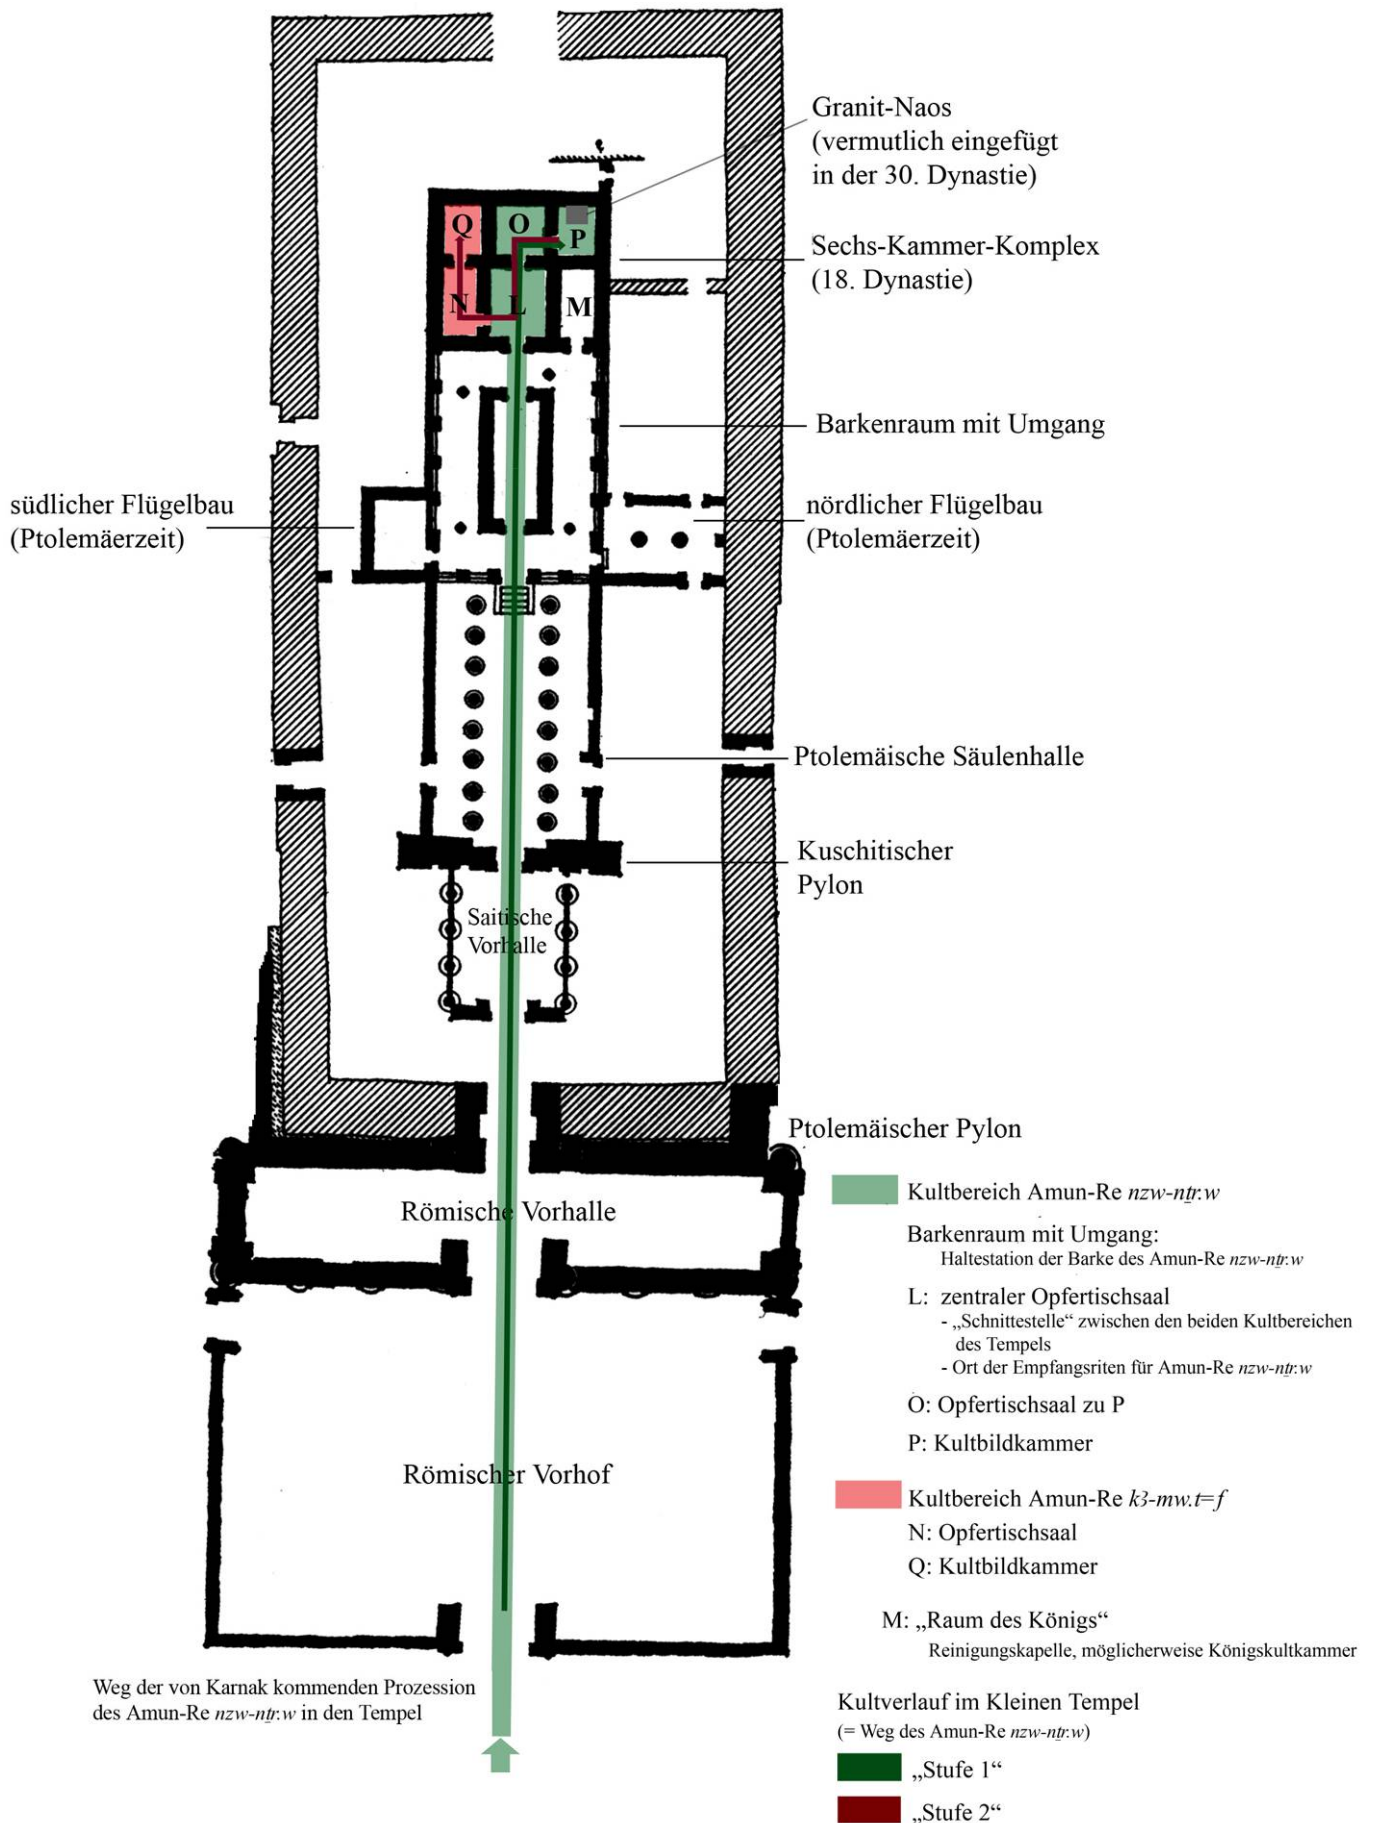 Granit-Naos
(vermutlich eingefügt
in der 30. Dynastie)
Q
O
P
Sechs-Kammer-Komplex
(18. Dynastie)
N
L
M
Barkenraum mit Umgang
südlicher Flügelbau
(Ptolemäerzeit)
nördlicher Flügelbau
(Ptolemäerzeit)
Ptolemäische Säulenhalle
Kuschitischer
Pylon
Saitische
Vorhalle
Ptolemäischer Pylon
Römische Vorhalle
Römischer Vorhof
Weg der von Karnak kommenden Prozession
des Amun-Re nzw-nṯr.w in den Tempel
Kultbereich Amun-Re nzw-nṯr.w
Barkenraum mit Umgang:
Haltestation der Barke des Amun-Re nzw-nṯr.w
L: zentraler Opfertischsaal
- „Schnittestelle“ zwischen den beiden Kultbereichen
des Tempels
- Ort der Empfangsriten für Amun-Re nzw-nṯr.w
O: Opfertischsaal zu P
P: Kultbildkammer
Kultbereich Amun-Re kꜣ-mw.t=f
N: Opfertischsaal
Q: Kultbildkammer
M: „Raum des Königs“
Reinigungskapelle, möglicherweise Königskultkammer
Kultverlauf im Kleinen Tempel
(= Weg des Amun-Re nzw-nṯr.w)
„Stufe 1“
„Stufe 2“